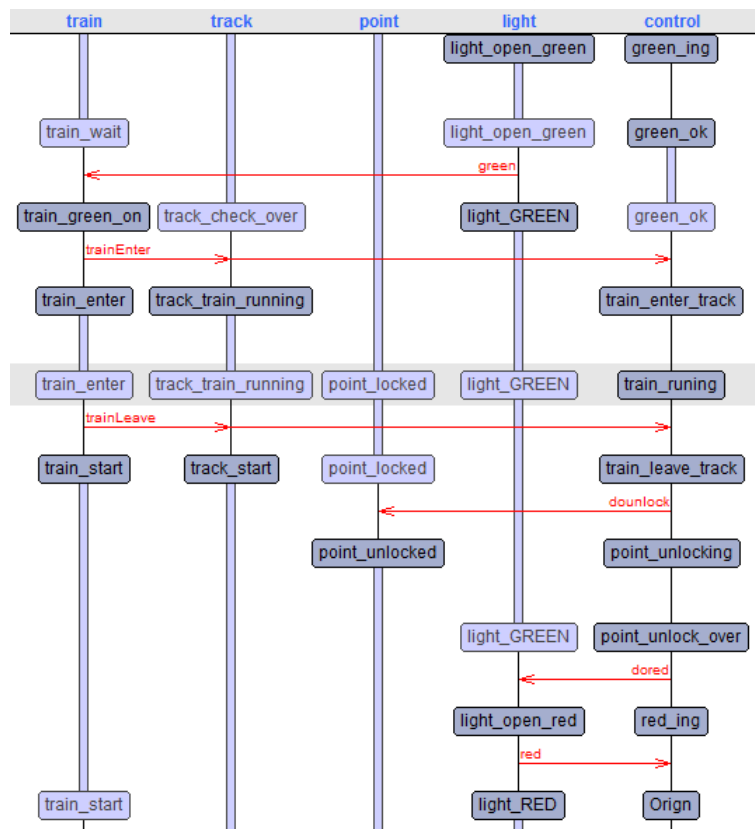 train track point light control
light_open_green green_ing
train_wait light_open_green green_ok
green
train_green_on track_check_over light_GREEN green_ok
trainEnter
train_enter track_train_running train_enter_track
train_enter track_train_running point_locked light_GREEN train_runing
trainLeave
train_start track_start point_locked train_leave_track
dounlock
point_unlocked point_unlocking
light_GREEN point_unlock_over
dored
light_open_red red_ing
red
train_start light_RED Orign